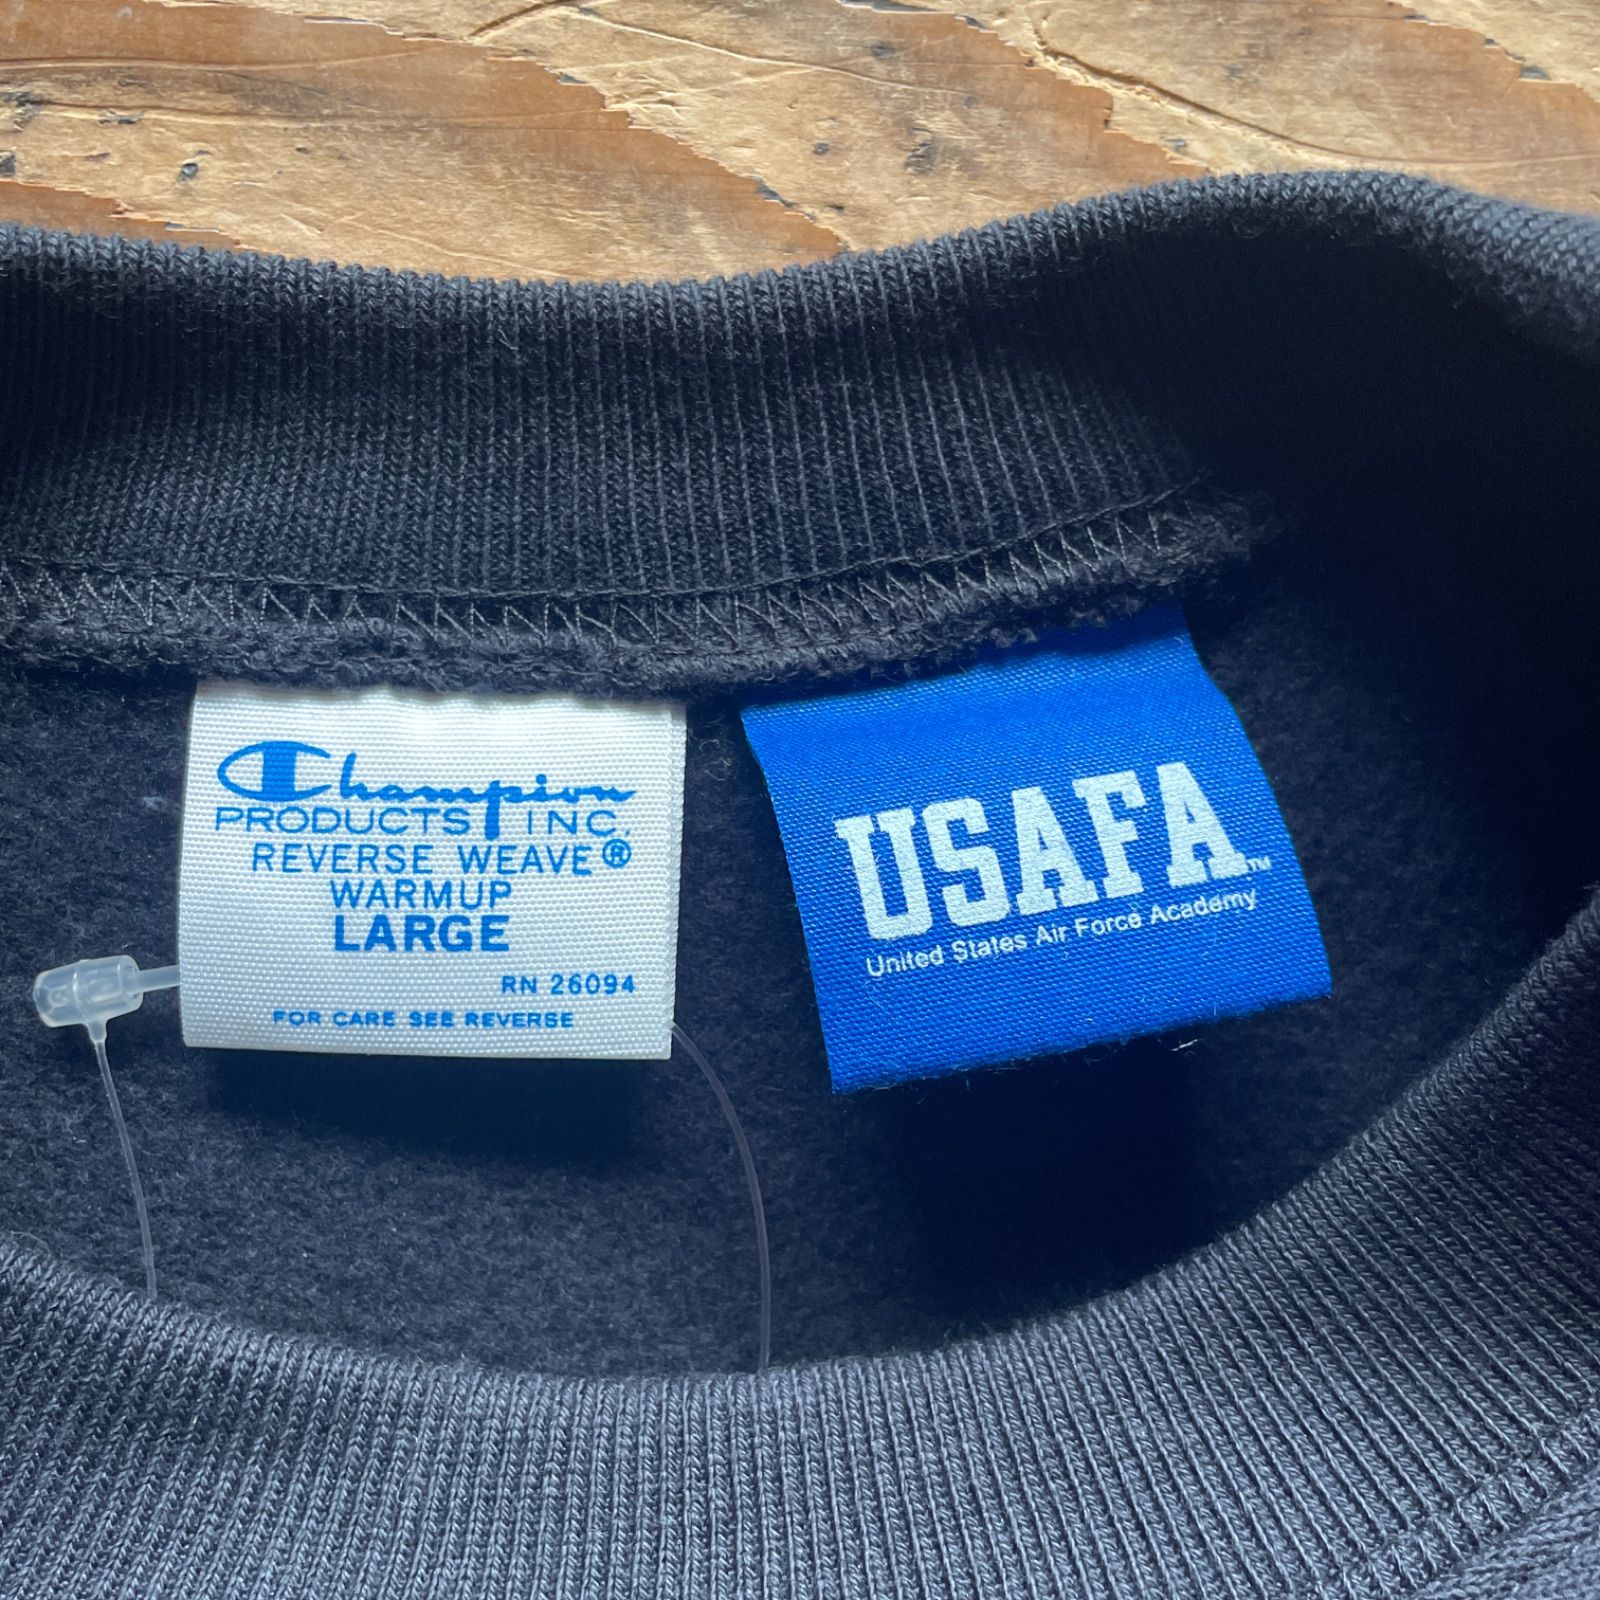 Champion
PRODUCTS INC.
REVERSE WEAVE®
WARMUP
LARGE
RN 26094
FOR CARE SEE REVERSE
USAFA™
United States Air Force Academy